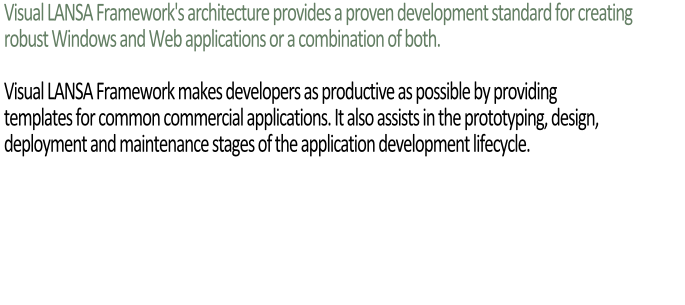 Visual LANSA Framework's architecture provides a proven development standard for creating
robust Windows and Web applications or a combination of both.
Visual LANSA Framework makes developers as productive as possible by providing
templates for common commercial applications. It also assists in the prototyping, design,
deployment and maintenance stages of the application development lifecycle.